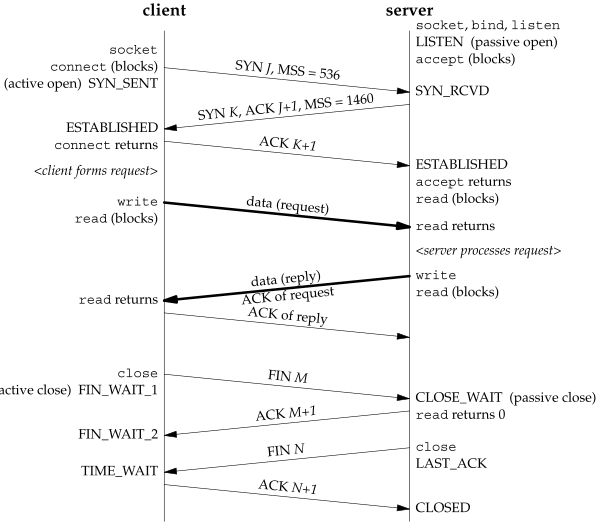 client
server
socket, bind, listen
LISTEN (passive open)
accept (blocks)
socket
connect (blocks)
(active open) SYN_SENT
SYN J, MSS = 536
SYN_RCVD
SYN K, ACK J+1, MSS = 1460
ESTABLISHED
connect returns
ACK K+1
ESTABLISHED
accept returns
read (blocks)
<client forms request>
write
read (blocks)
data (request)
read returns
<server processes request>
write
read (blocks)
data (reply)
ACK of request
read returns
ACK of reply
close
active close) FIN_WAIT_1
FIN M
CLOSE_WAIT (passive close)
read returns 0
ACK M+1
FIN_WAIT_2
close
LAST_ACK
FIN N
TIME_WAIT
ACK N+1
CLOSED